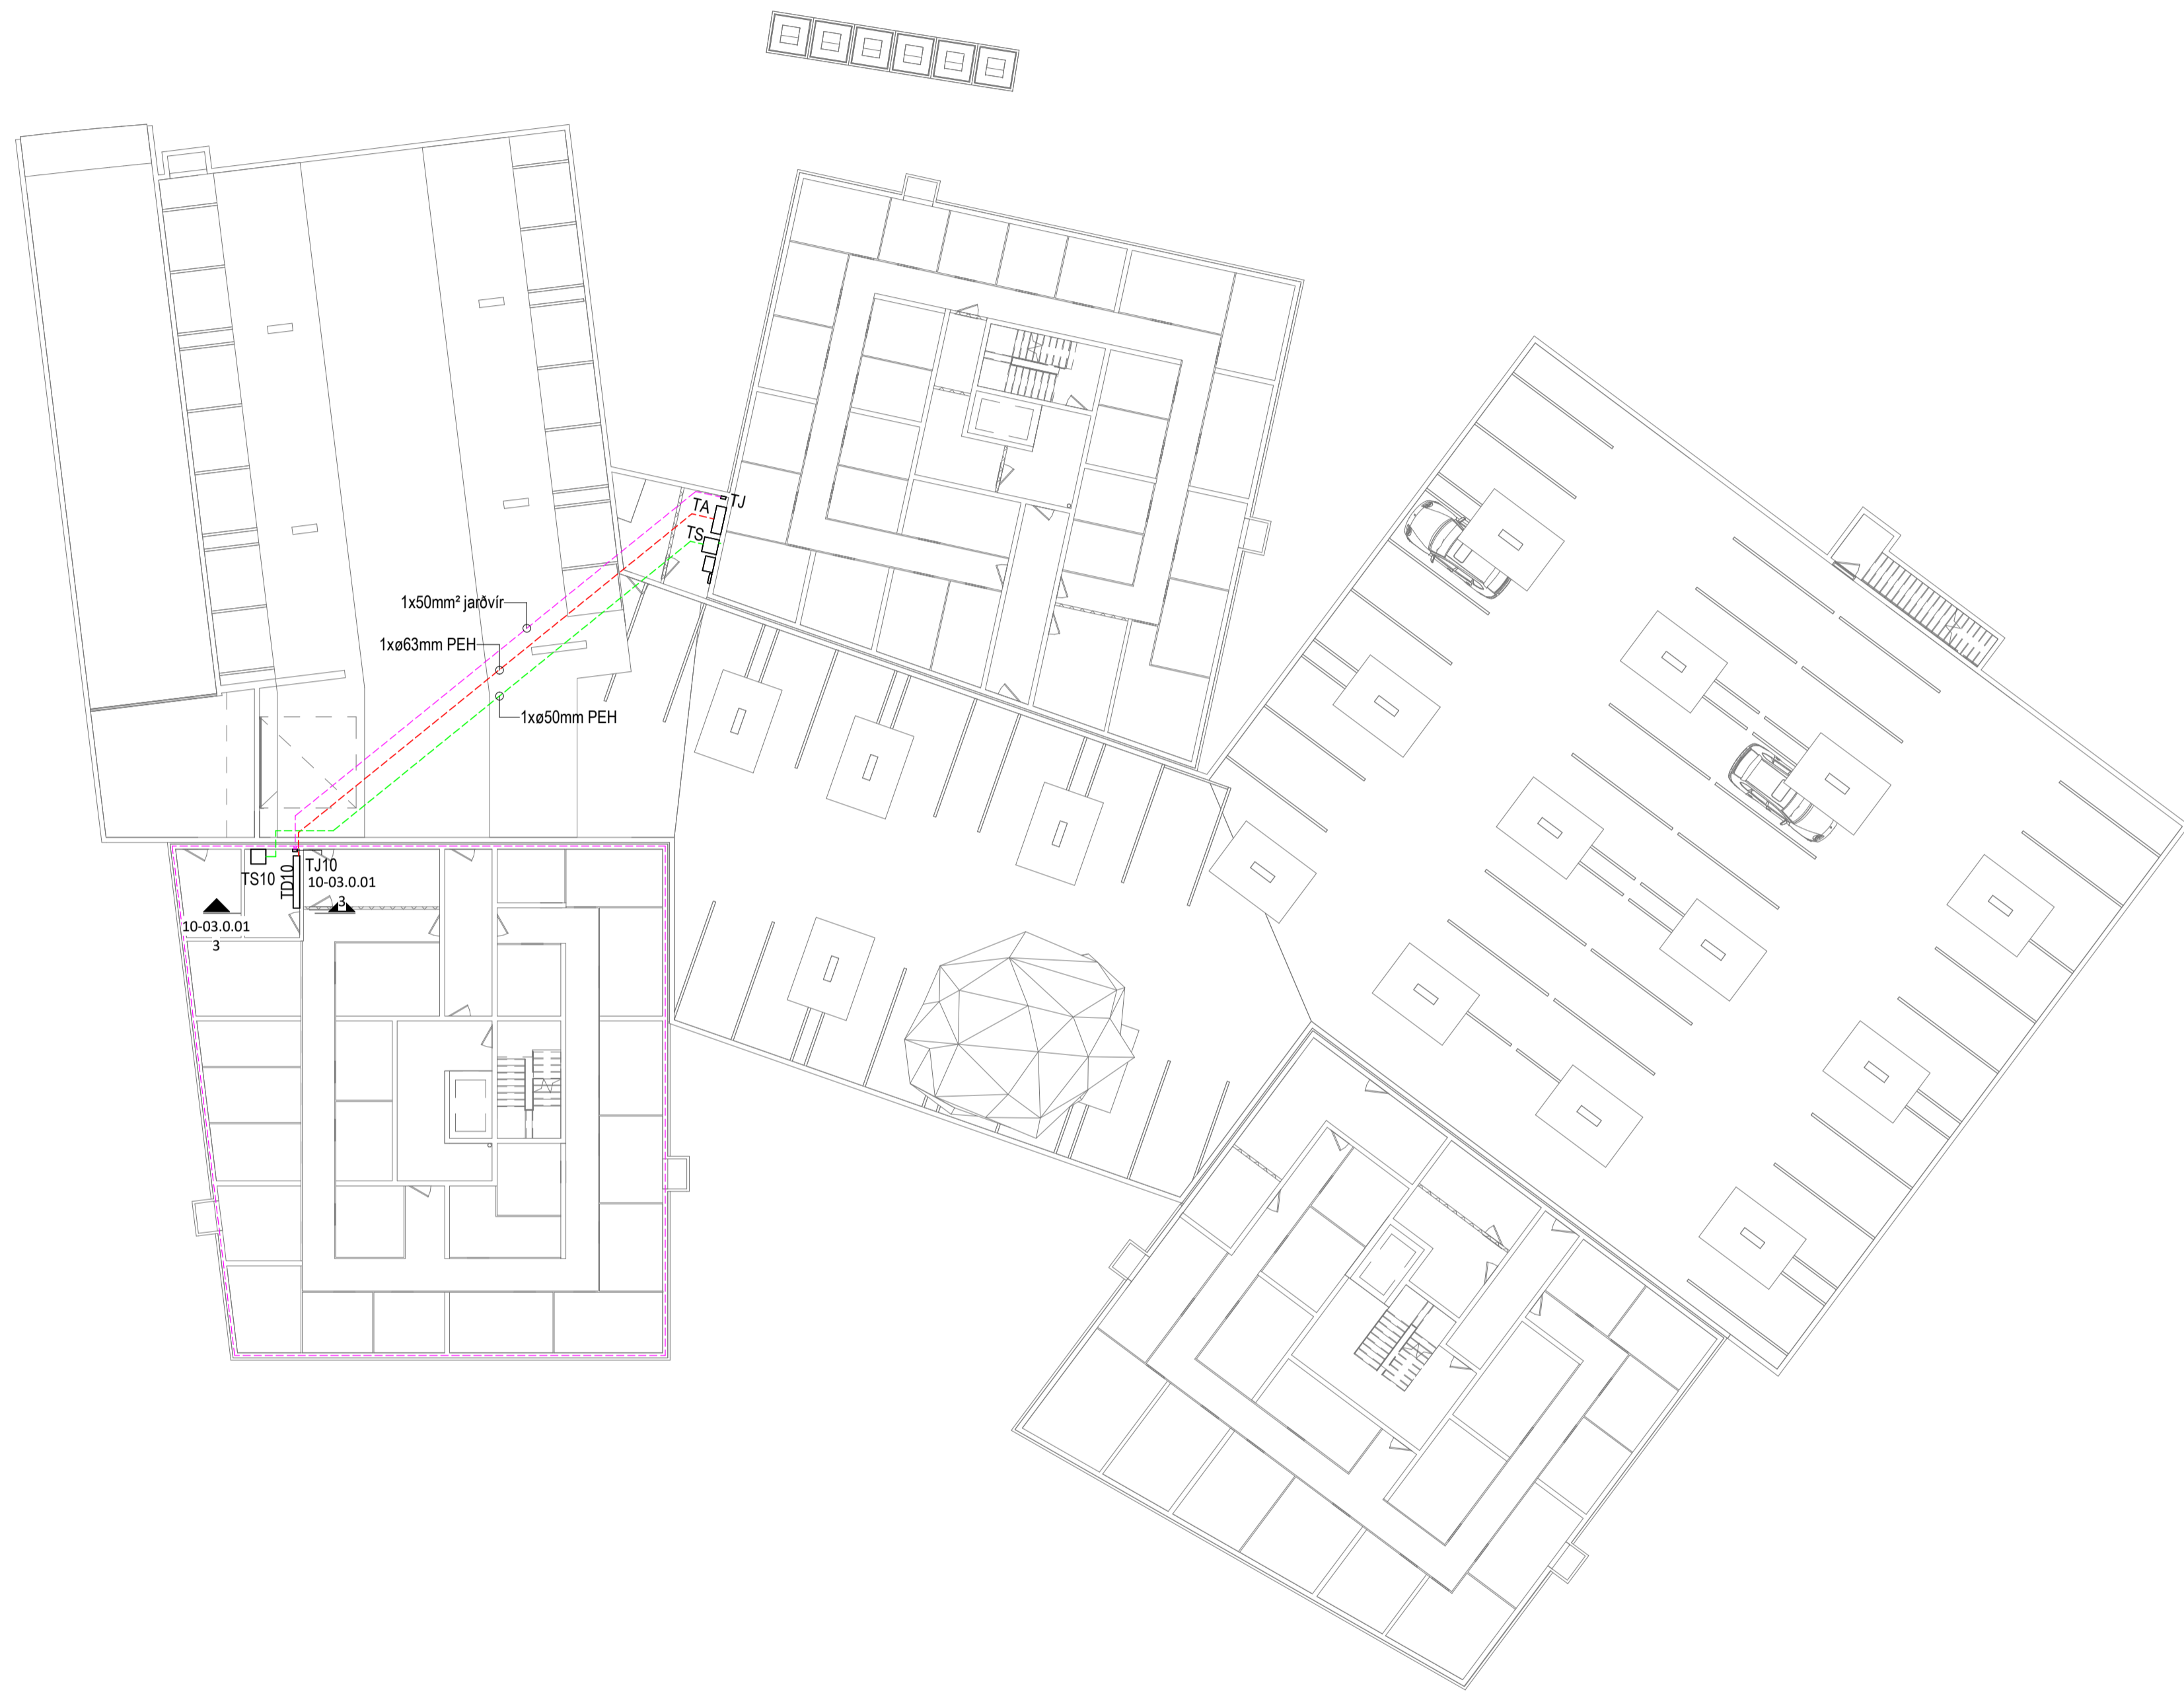 TJ
TA
TS
1x50mm² jarðvír
1xø63mm PEH
1xø50mm PEH
TJ10
TS10
TD10
10-03.0.01
3
10-03.0.01
3